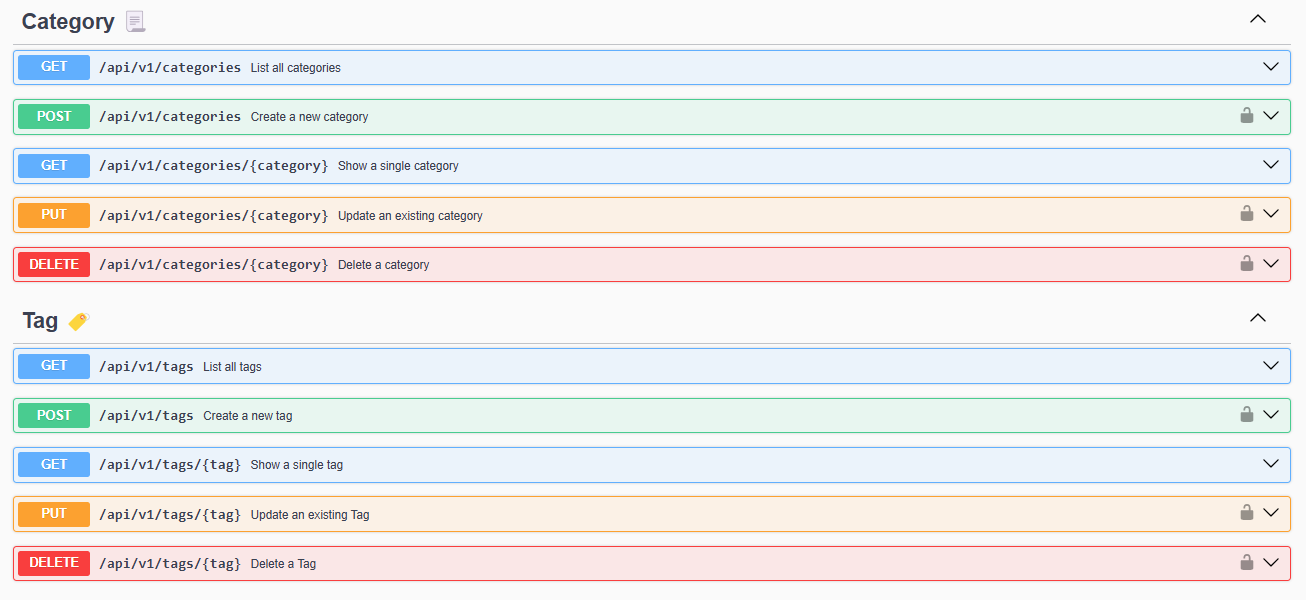 Category
GET /api/v1/categories List all categories
POST /api/v1/categories Create a new category
GET /api/v1/categories/{category} Show a single category
PUT /api/v1/categories/{category} Update an existing category
DELETE /api/v1/categories/{category} Delete a category
Tag
GET /api/v1/tags List all tags
POST /api/v1/tags Create a new tag
GET /api/v1/tags/{tag} Show a single tag
PUT /api/v1/tags/{tag} Update an existing Tag
DELETE /api/v1/tags/{tag} Delete a Tag